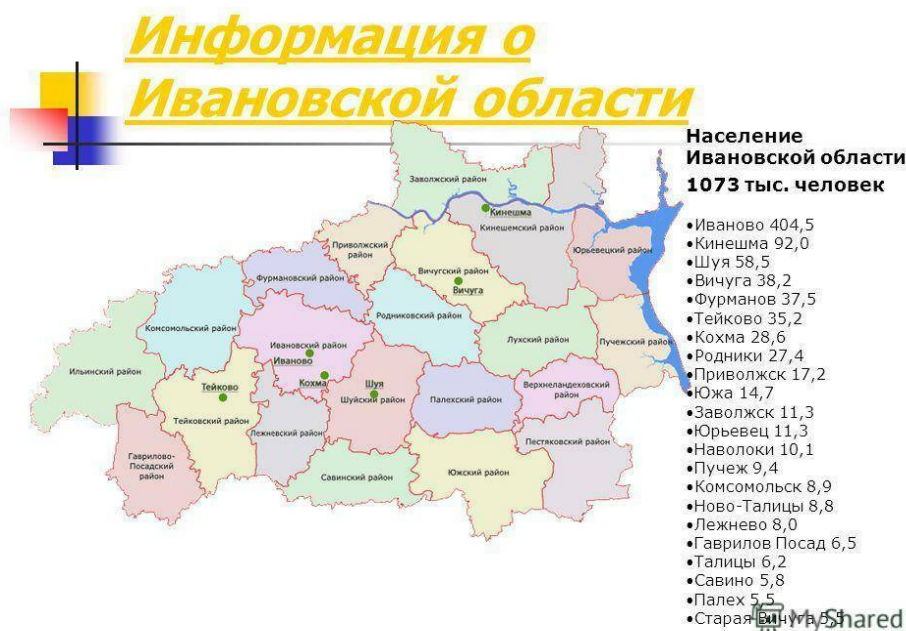 Информация о
Ивановской области
Население
Ивановской области
1073 тыс. человек
•Иваново 404,5
•Кинешма 92,0
•Шуя 58,5
•Вичуга 38,2
•Фурманов 37,5
•Тейково 35,2
•Кохма 28,6
•Родники 27,4
•Приволжск 17,2
•Южа 14,7
•Заволжск 11,3
•Юрьевец 11,3
•Наволоки 10,1
•Пучеж 9,4
•Комсомольск 8,9
•Ново-Талицы 8,8
•Лежнево 8,0
•Гаврилов Посад 6,5
•Талицы 6,2
•Савино 5,8
•Палех 5,5
•Старая Вичуга 5,5
Заволжский район
Кинешма
Кинешемский район
Приволжский
район
Юрьевецкий район
Вичугский район
Вичуга
Фурмановский район
Родниковский район
Комсомольский район
Лухский район
Пучежский район
Ивановский район
Иваново
Ильинский район
Кохма
Шуя
Шуйский район
Тейково
Тейковский район
Палехский район
Верхнеландеховский
район
Лежневский район
Пестяковский район
Гаврилово-
Посадский
район
Савинский район
Южский район
MyShared